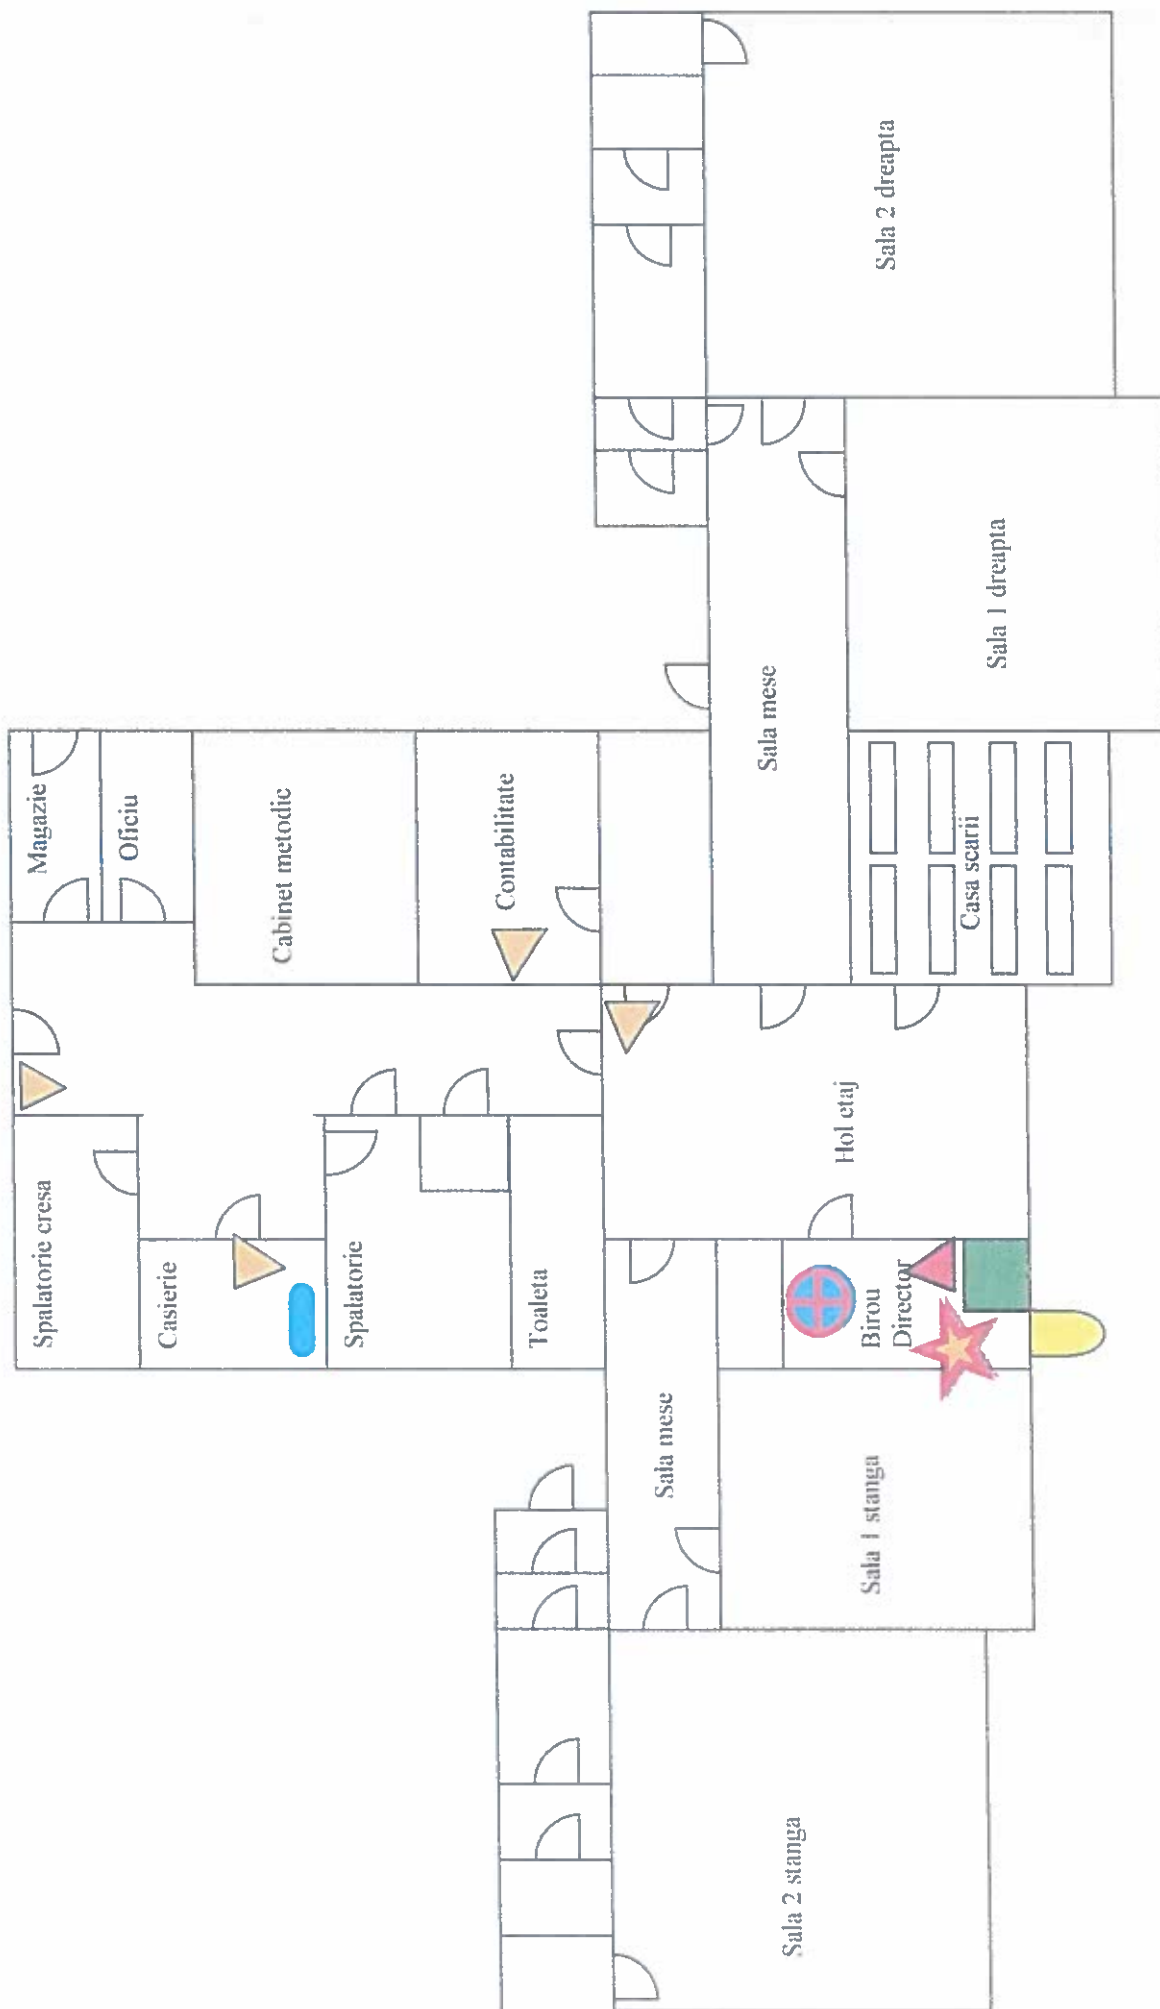 Magazie
Oficiu
Cabinet metodic
Contabilitate
Spalatorie cresa
Casierie
Spalatorie
Toaleta
Sala mese
Sala 2 stanga
Sala 1 stanga
Birou
Director
Hol etaj
Casa scarii
Sala mese
Sala 1 dreapta
Sala 2 dreapta